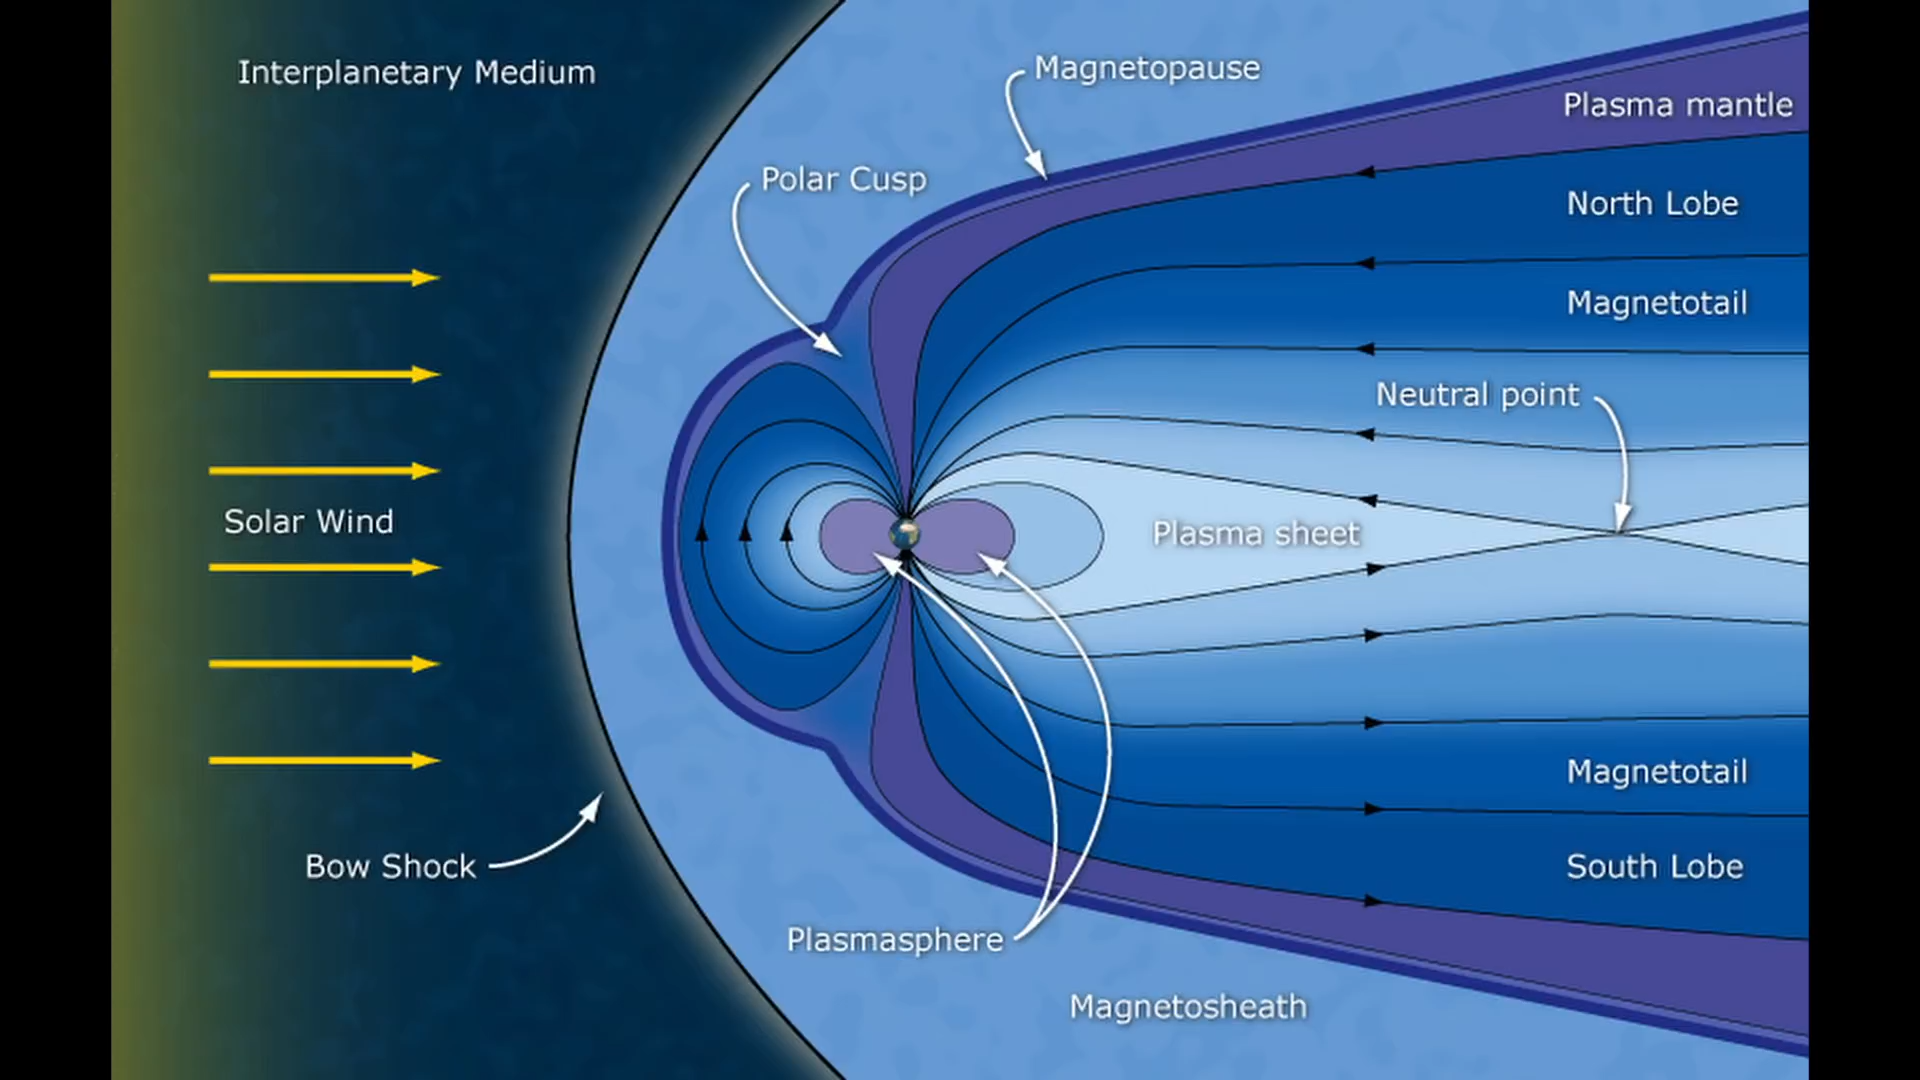 Interplanetary Medium
Magnetopause
Plasma mantle
Polar Cusp
North Lobe
Magnetotail
Neutral point
Solar Wind
Plasma sheet
Magnetotail
Bow Shock
South Lobe
Plasmasphere
Magnetosheath